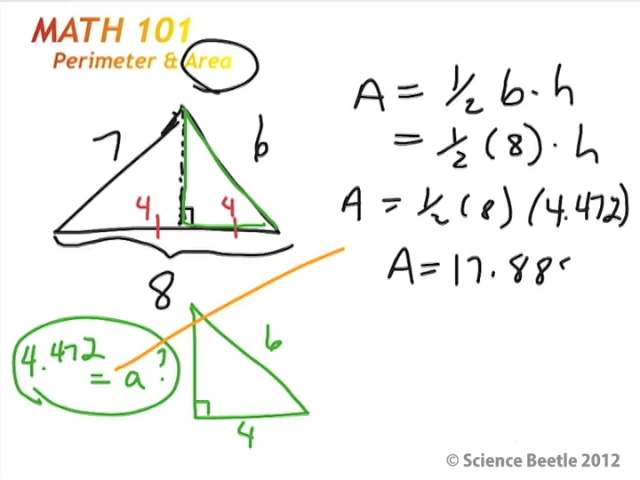 MATH 101
Perimeter & Area
A = 1/2 b · h
= 1/2 (8) · h
A = 1/2 (8) (4.472)
A = 17.88
7
6
4
4
8
4.472
= a ?
6
4
© Science Beetle 2012